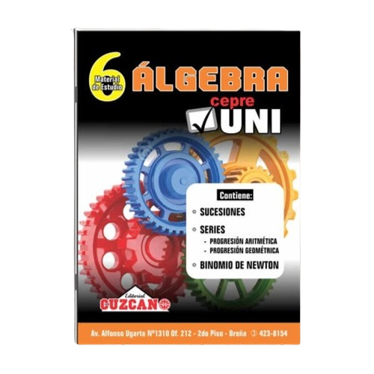 6
Material
de Estudio
ÁLGEBRA
cepre
UNI
Contiene:
• SUCESIONES
• SERIES
- PROGRESIÓN ARITMÉTICA
- PROGRESIÓN GEOMÉTRICA
• BINOMIO DE NEWTON
Editorial
CUZCANO
Av. Alfonso Ugarte Nº1310 Of. 212 - 2do Piso - Breña 423-8154